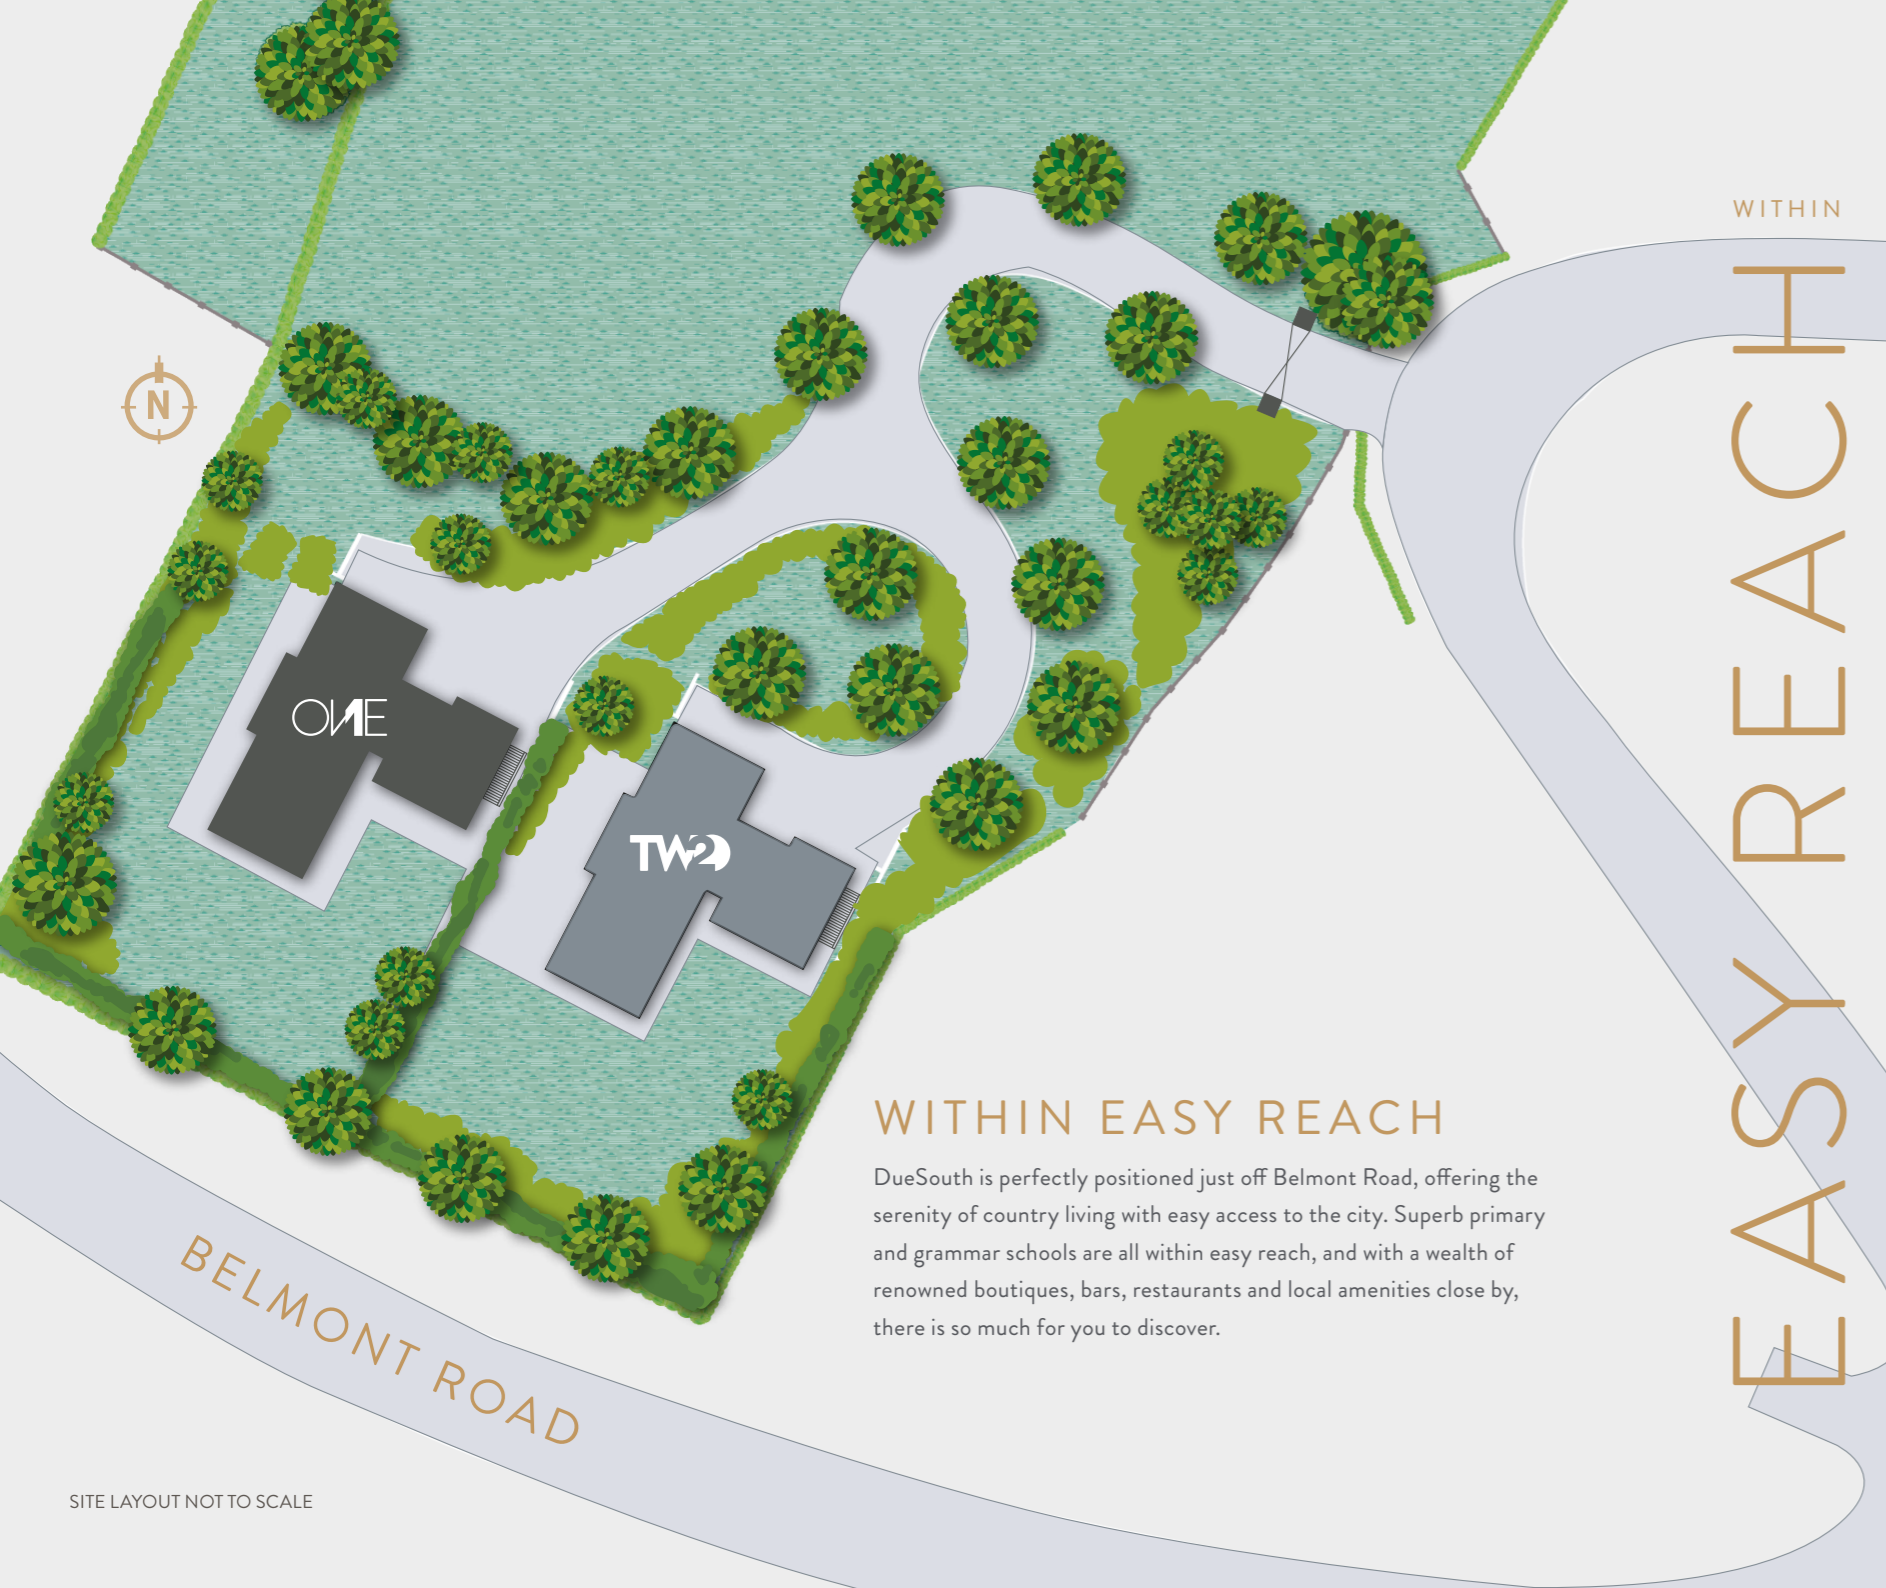 WITHIN
EASY REACH
N
ONE
TW2O
WITHIN EASY REACH
DueSouth is perfectly positioned just off Belmont Road, offering the
serenity of country living with easy access to the city. Superb primary
and grammar schools are all within easy reach, and with a wealth of
renowned boutiques, bars, restaurants and local amenities close by,
there is so much for you to discover.
BELMONT ROAD
SITE LAYOUT NOT TO SCALE